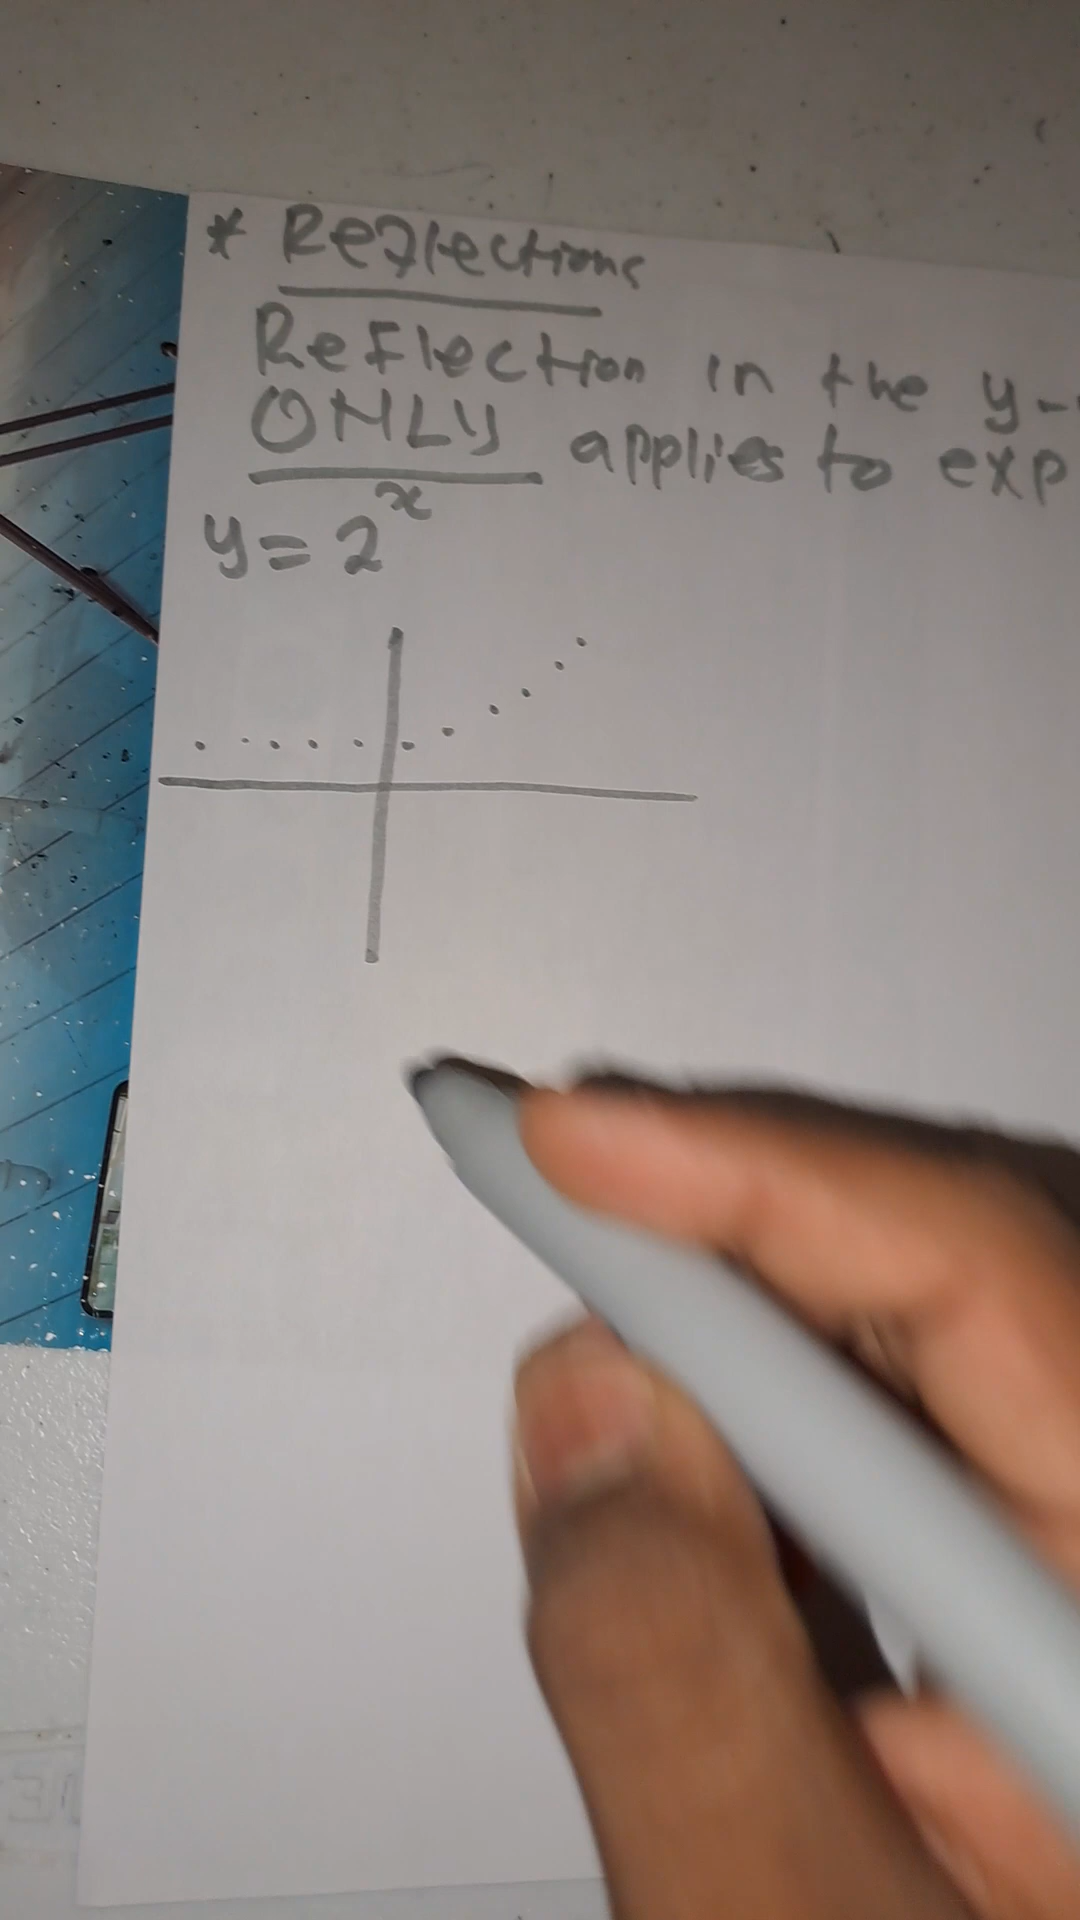 * Reflections
Reflection in the y-
ONLY applies to exp
y = 2^x